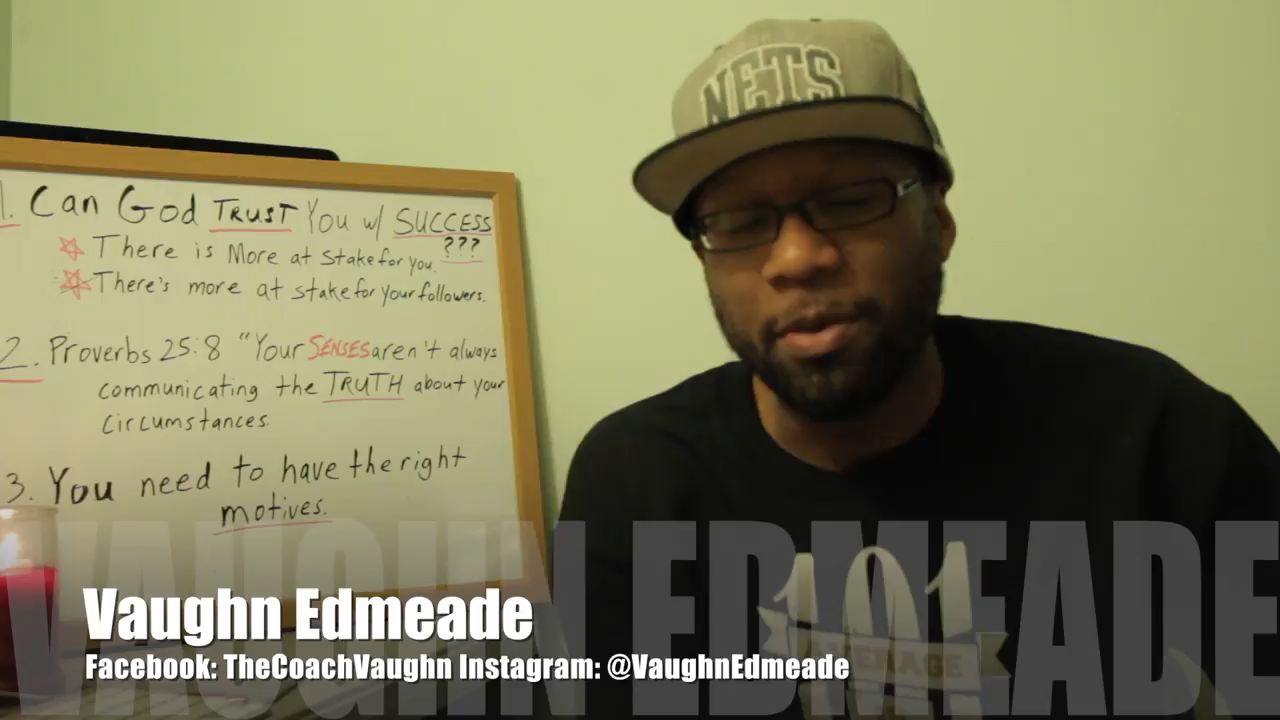 NETS
1. Can God TRUST You w/ SUCCESS
???
There is More at stake for you.
There's more at stake for your followers.
2. Proverbs 25:8 "Your SENSES aren't always
communicating the TRUTH about your
circumstances.
3. You need to have the right
motives.
VAUGHN EDMEADE
101
Vaughn Edmeade
Facebook: TheCoachVaughn Instagram: @VaughnEdmeade